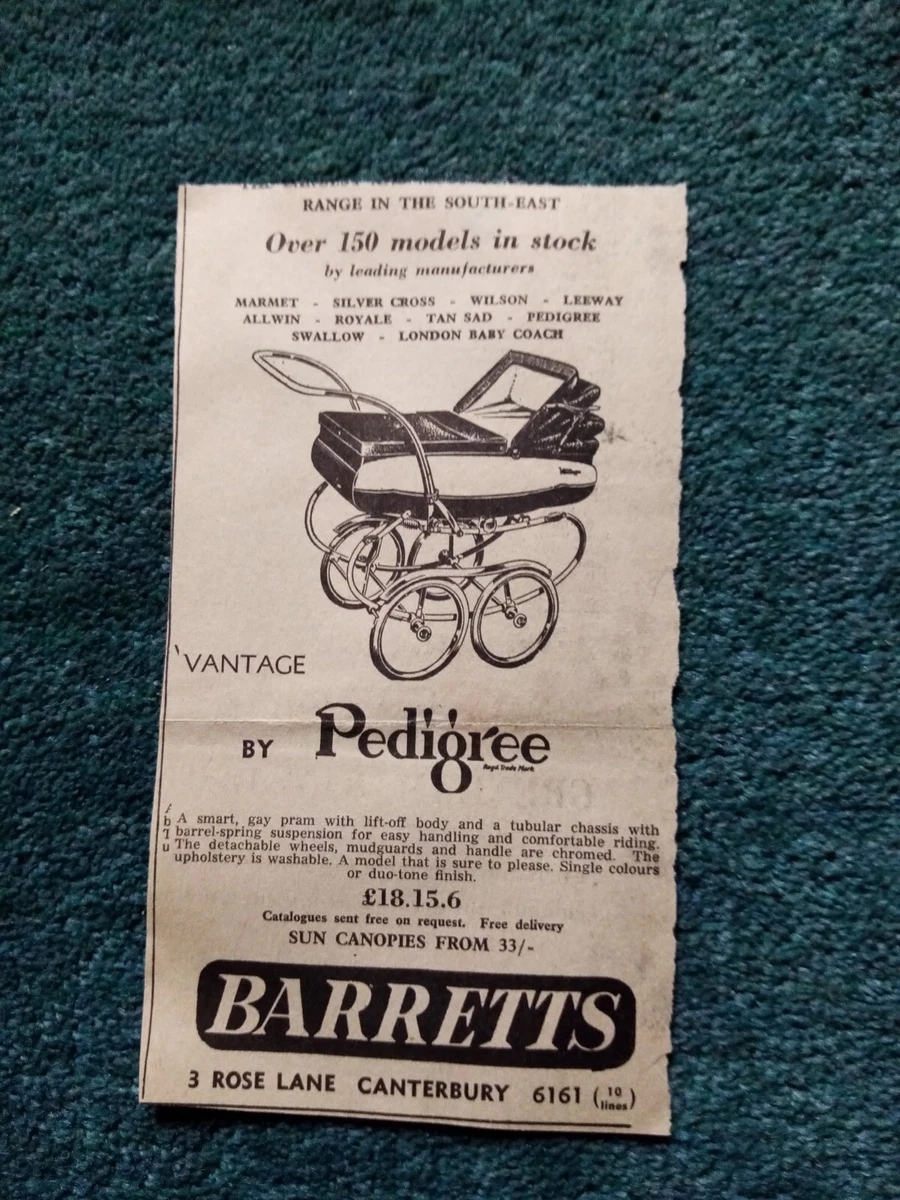 RANGE IN THE SOUTH-EAST
Over 150 models in stock
by leading manufacturers
MARMET - SILVER CROSS - WILSON - LEEWAY
ALLWIN - ROYALE - TAN SAD - PEDIGREE
SWALLOW - LONDON BABY COACH
'VANTAGE
BY Pedigree
Regd. Trade Mark
A smart, gay pram with lift-off body and a tubular chassis with
barrel-spring suspension for easy handling and comfortable riding.
The detachable wheels, mudguards and handle are chromed. The
upholstery is washable. A model that is sure to please. Single colours
or duo-tone finish.
£18.15.6
Catalogues sent free on request. Free delivery
SUN CANOPIES FROM 33/-
BARRETTS
3 ROSE LANE CANTERBURY 6161 (10 lines)